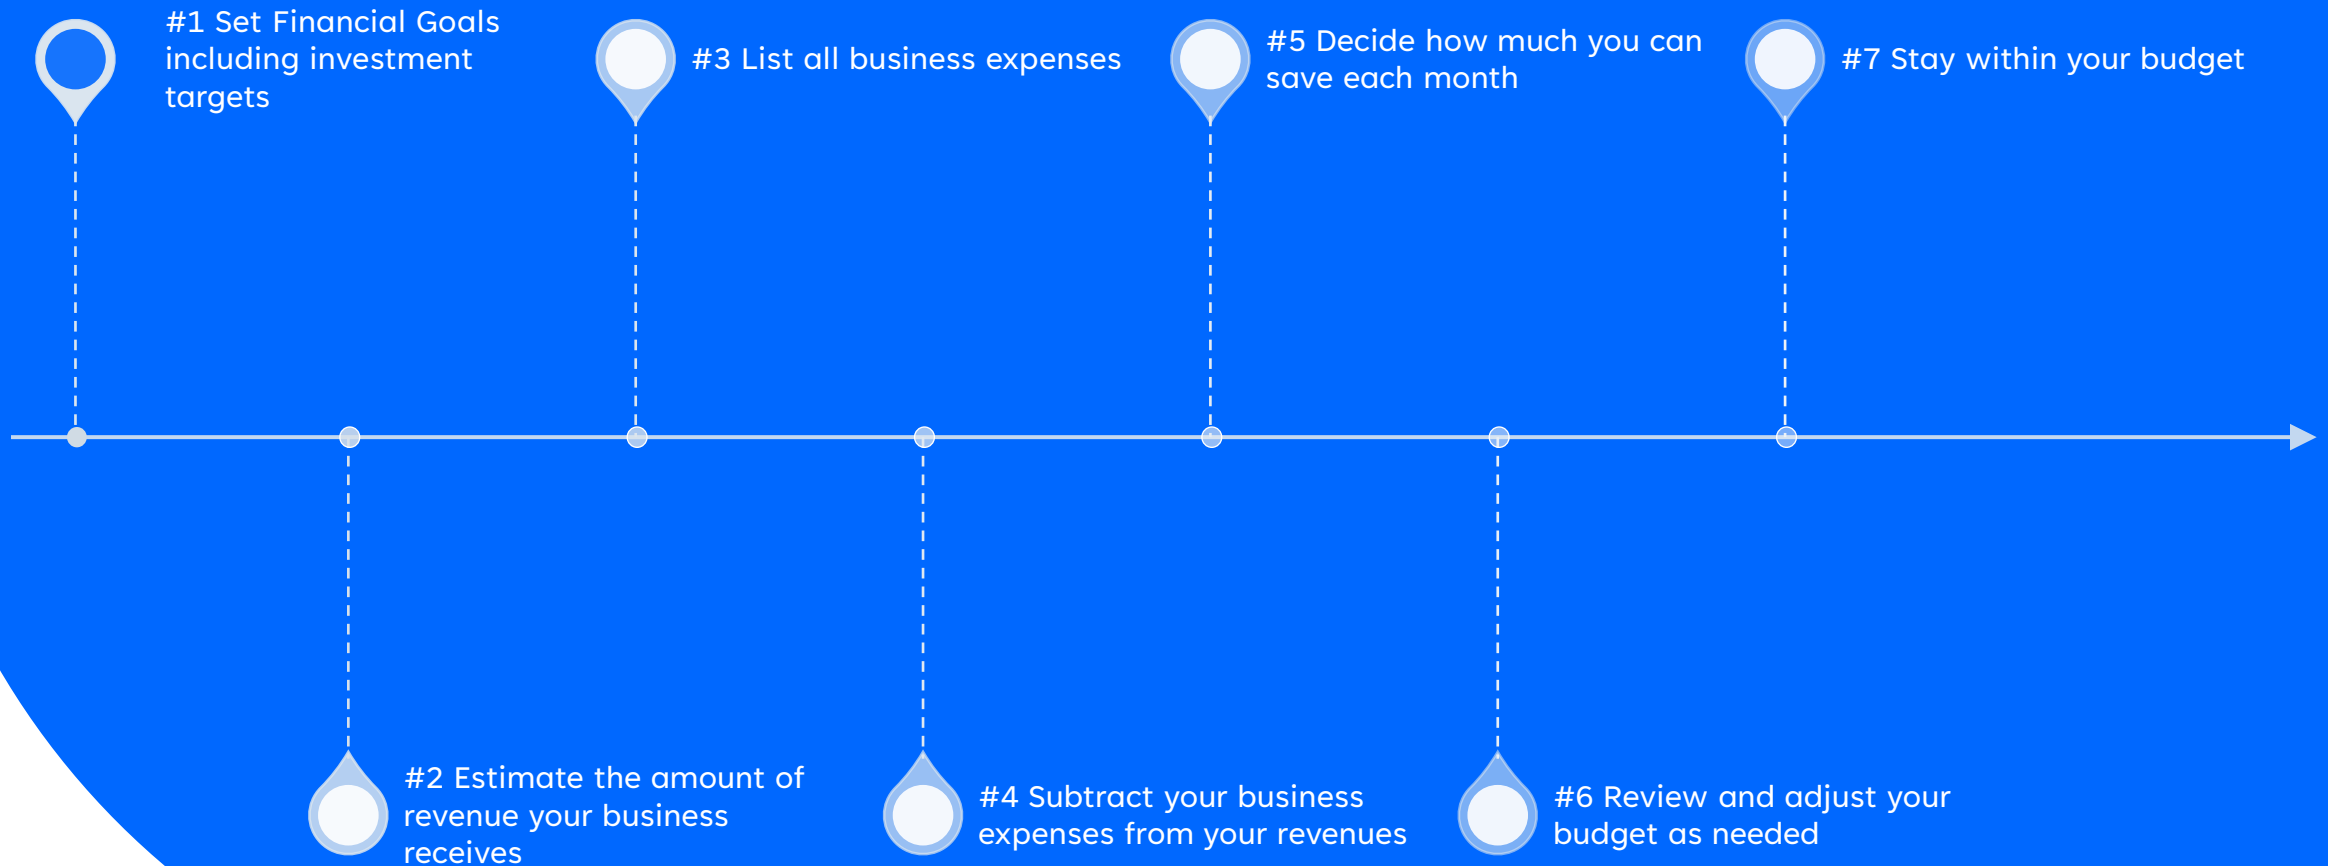 #1 Set Financial Goals
including investment
targets
#2 Estimate the amount of
revenue your business
receives
#3 List all business expenses
#4 Subtract your business
expenses from your revenues
#5 Decide how much you can
save each month
#6 Review and adjust your
budget as needed
#7 Stay within your budget